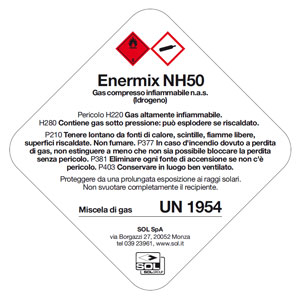 Enermix NH50
Gas compresso infiammabile n.a.s.
(Idrogeno)
Pericolo H220 Gas altamente infiammabile.
H280 Contiene gas sotto pressione: può esplodere se riscaldato.
P210 Tenere lontano da fonti di calore, scintille, fiamme libere,
superfici riscaldate. Non fumare. P377 In caso d'incendio dovuto a perdita
di gas, non estinguere a meno che non sia possibile bloccare la perdita
senza pericolo. P381 Eliminare ogni fonte di accensione se non c'è
pericolo. P403 Conservare in luogo ben ventilato.
Proteggere da una prolungata esposizione ai raggi solari.
Non svuotare completamente il recipiente.
Miscela di gas UN 1954
SOL SpA
via Borgazzi 27, 20052 Monza
tel 039 23961, www.sol.it
SOL
SOLGROUP